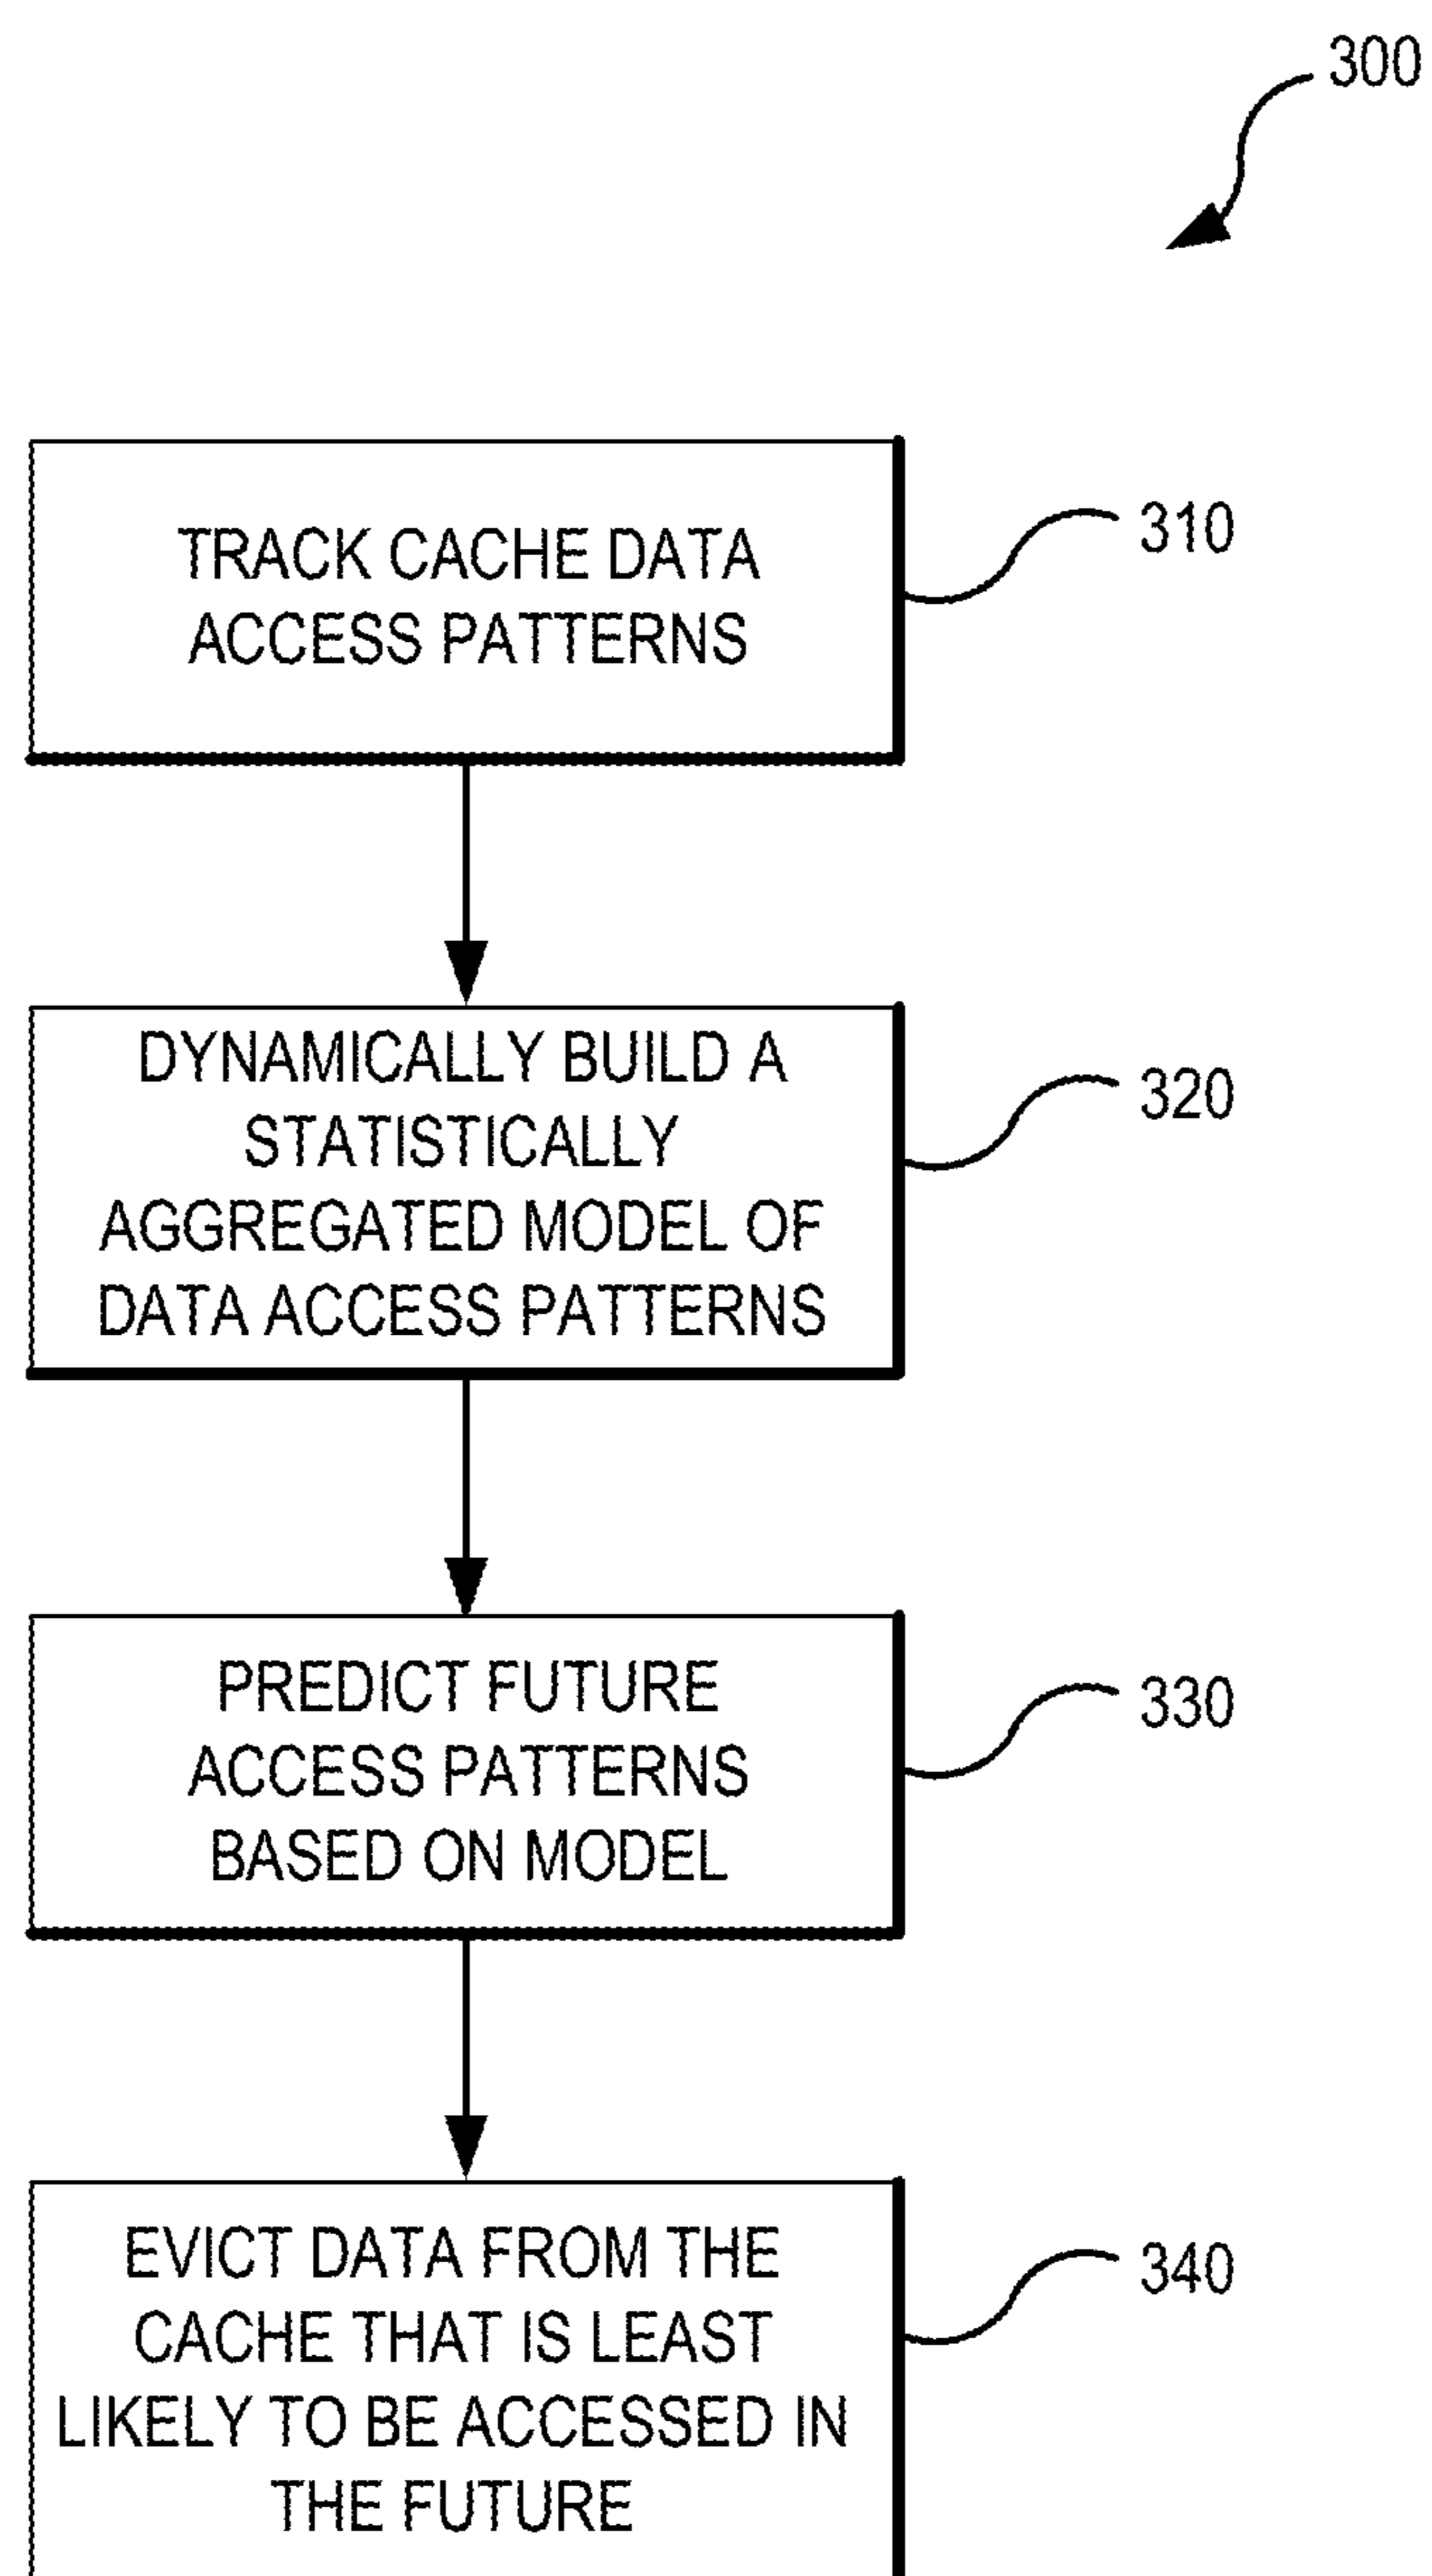 300
TRACK CACHE DATA
ACCESS PATTERNS
310
DYNAMICALLY BUILD A
STATISTICALLY
AGGREGATED MODEL OF
DATA ACCESS PATTERNS
320
PREDICT FUTURE
ACCESS PATTERNS
BASED ON MODEL
330
EVICT DATA FROM THE
CACHE THAT IS LEAST
LIKELY TO BE ACCESSED IN
THE FUTURE
340